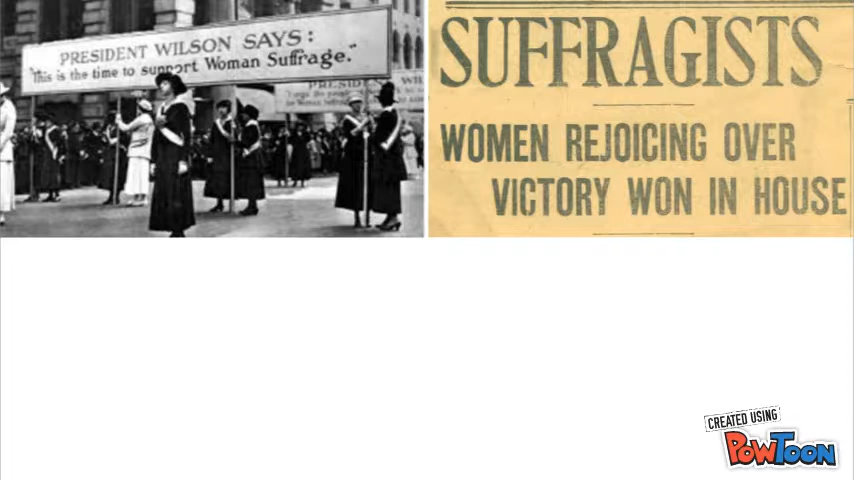 PRESIDENT WILSON SAYS:
"This is the time to support Woman Suffrage."
SUFFRAGISTS
WOMEN REJOICING OVER
VICTORY WON IN HOUSE
CREATED USING
POWTOON